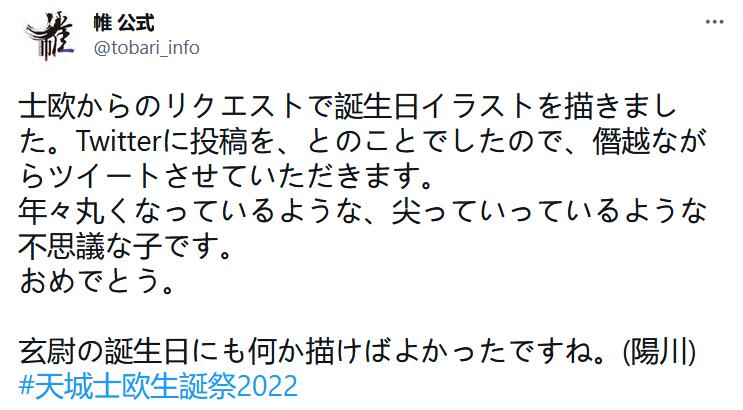 帷 公式
@tobari_info
士欧からのリクエストで誕生日イラストを描きまし
た。Twitterに投稿を、とのことでしたので、僭越なが
らツイートさせていただきます。
年々丸くなっているような、尖っていっているような
不思議な子です。
おめでとう。
玄尉の誕生日にも何か描けばよかったですね。(陽川)
#天城士欧生誕祭2022